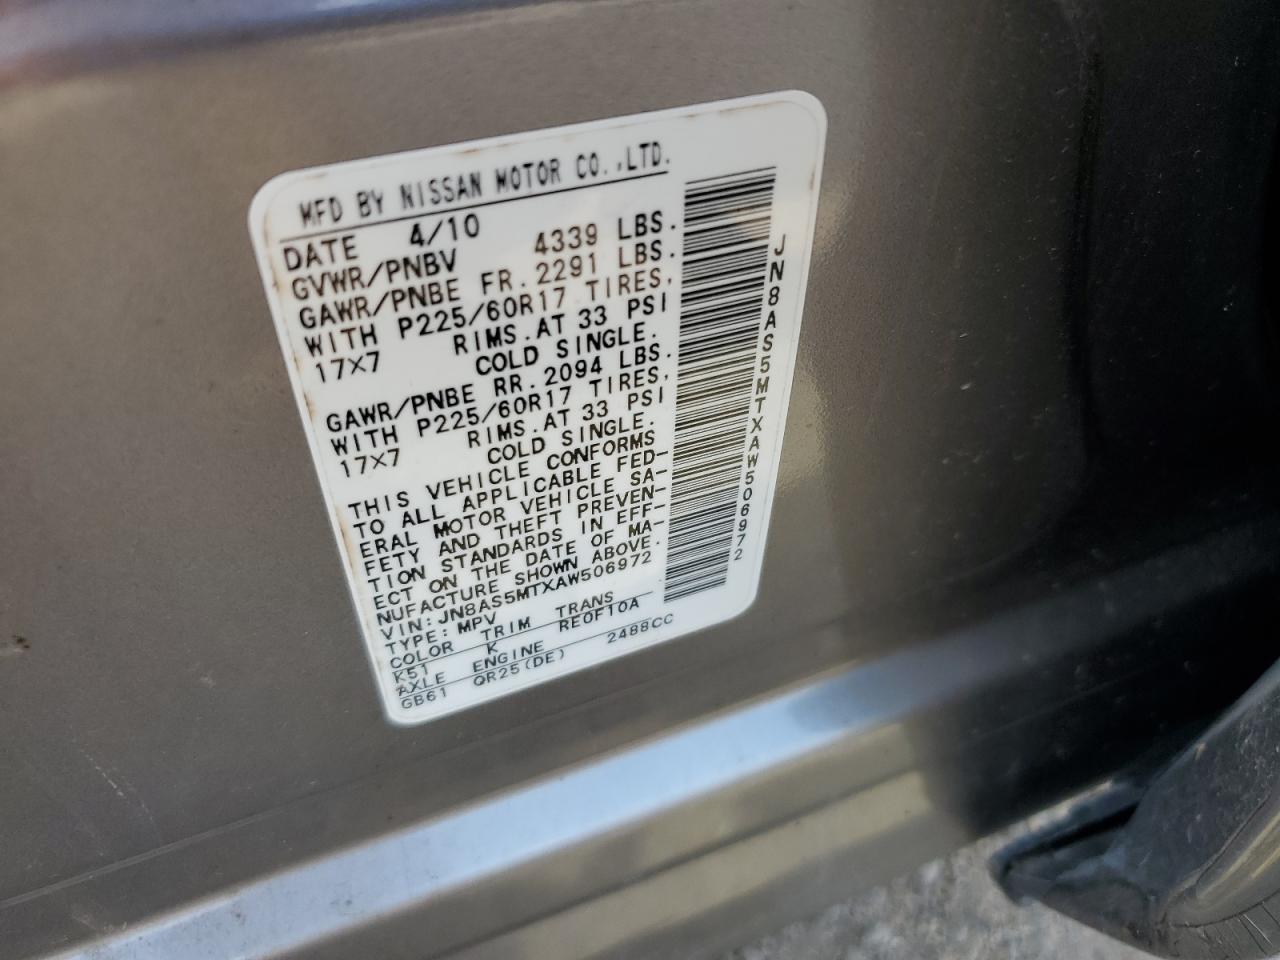 MFD BY NISSAN MOTOR CO.,LTD.
DATE 4/10
GVWR/PNBV 4339 LBS.
GAWR/PNBE FR. 2291 LBS.
WITH P225/60R17 TIRES,
17X7 RIMS. AT 33 PSI
COLD SINGLE.
GAWR/PNBE RR. 2094 LBS.
WITH P225/60R17 TIRES,
17X7 RIMS. AT 33 PSI
COLD SINGLE.
THIS VEHICLE CONFORMS
TO ALL APPLICABLE FED-
ERAL MOTOR VEHICLE SA-
FETY AND THEFT PREVEN-
TION STANDARDS IN EFF-
ECT ON THE DATE OF MA-
NUFACTURE SHOWN ABOVE.
VIN: JN8AS5MTXAW506972
TYPE: MPV
COLOR TRIM TRANS
K51 K RE0F10A
AXLE ENGINE
GB61 QR25(DE) 2488CC
JN8AS5MTXAW506972